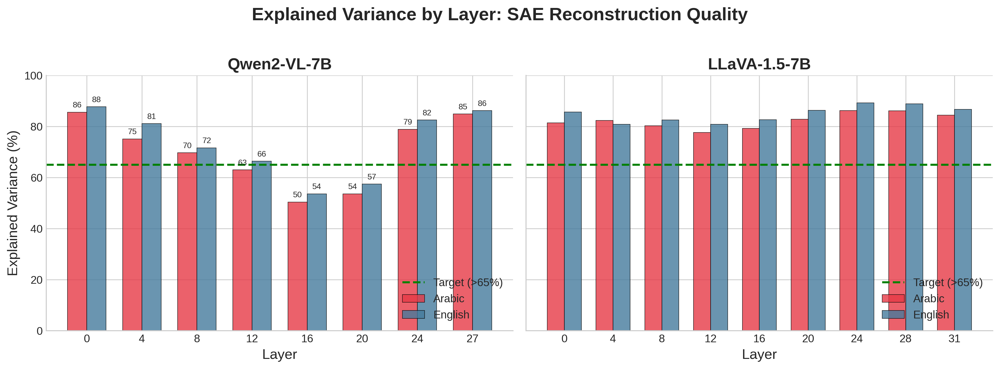 Explained Variance by Layer: SAE Reconstruction Quality
Qwen2-VL-7B
Explained Variance (%)
100
80
60
40
20
0
86
88
75
81
70
72
63
66
50
54
54
57
79
82
85
86
Target (>65%)
Arabic
English
0 4 8 12 16 20 24 27
Layer
LLaVA-1.5-7B
Target (>65%)
Arabic
English
0 4 8 12 16 20 24 28 31
Layer